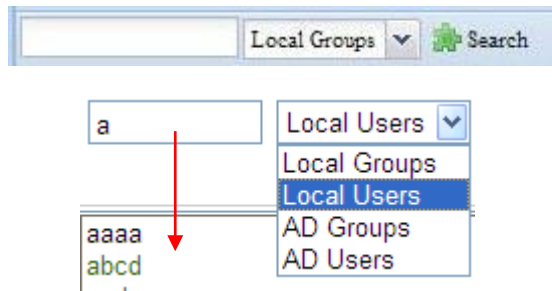 Local Groups Search
a Local Users
Local Groups
Local Users
AD Groups
AD Users
aaaa
abcd